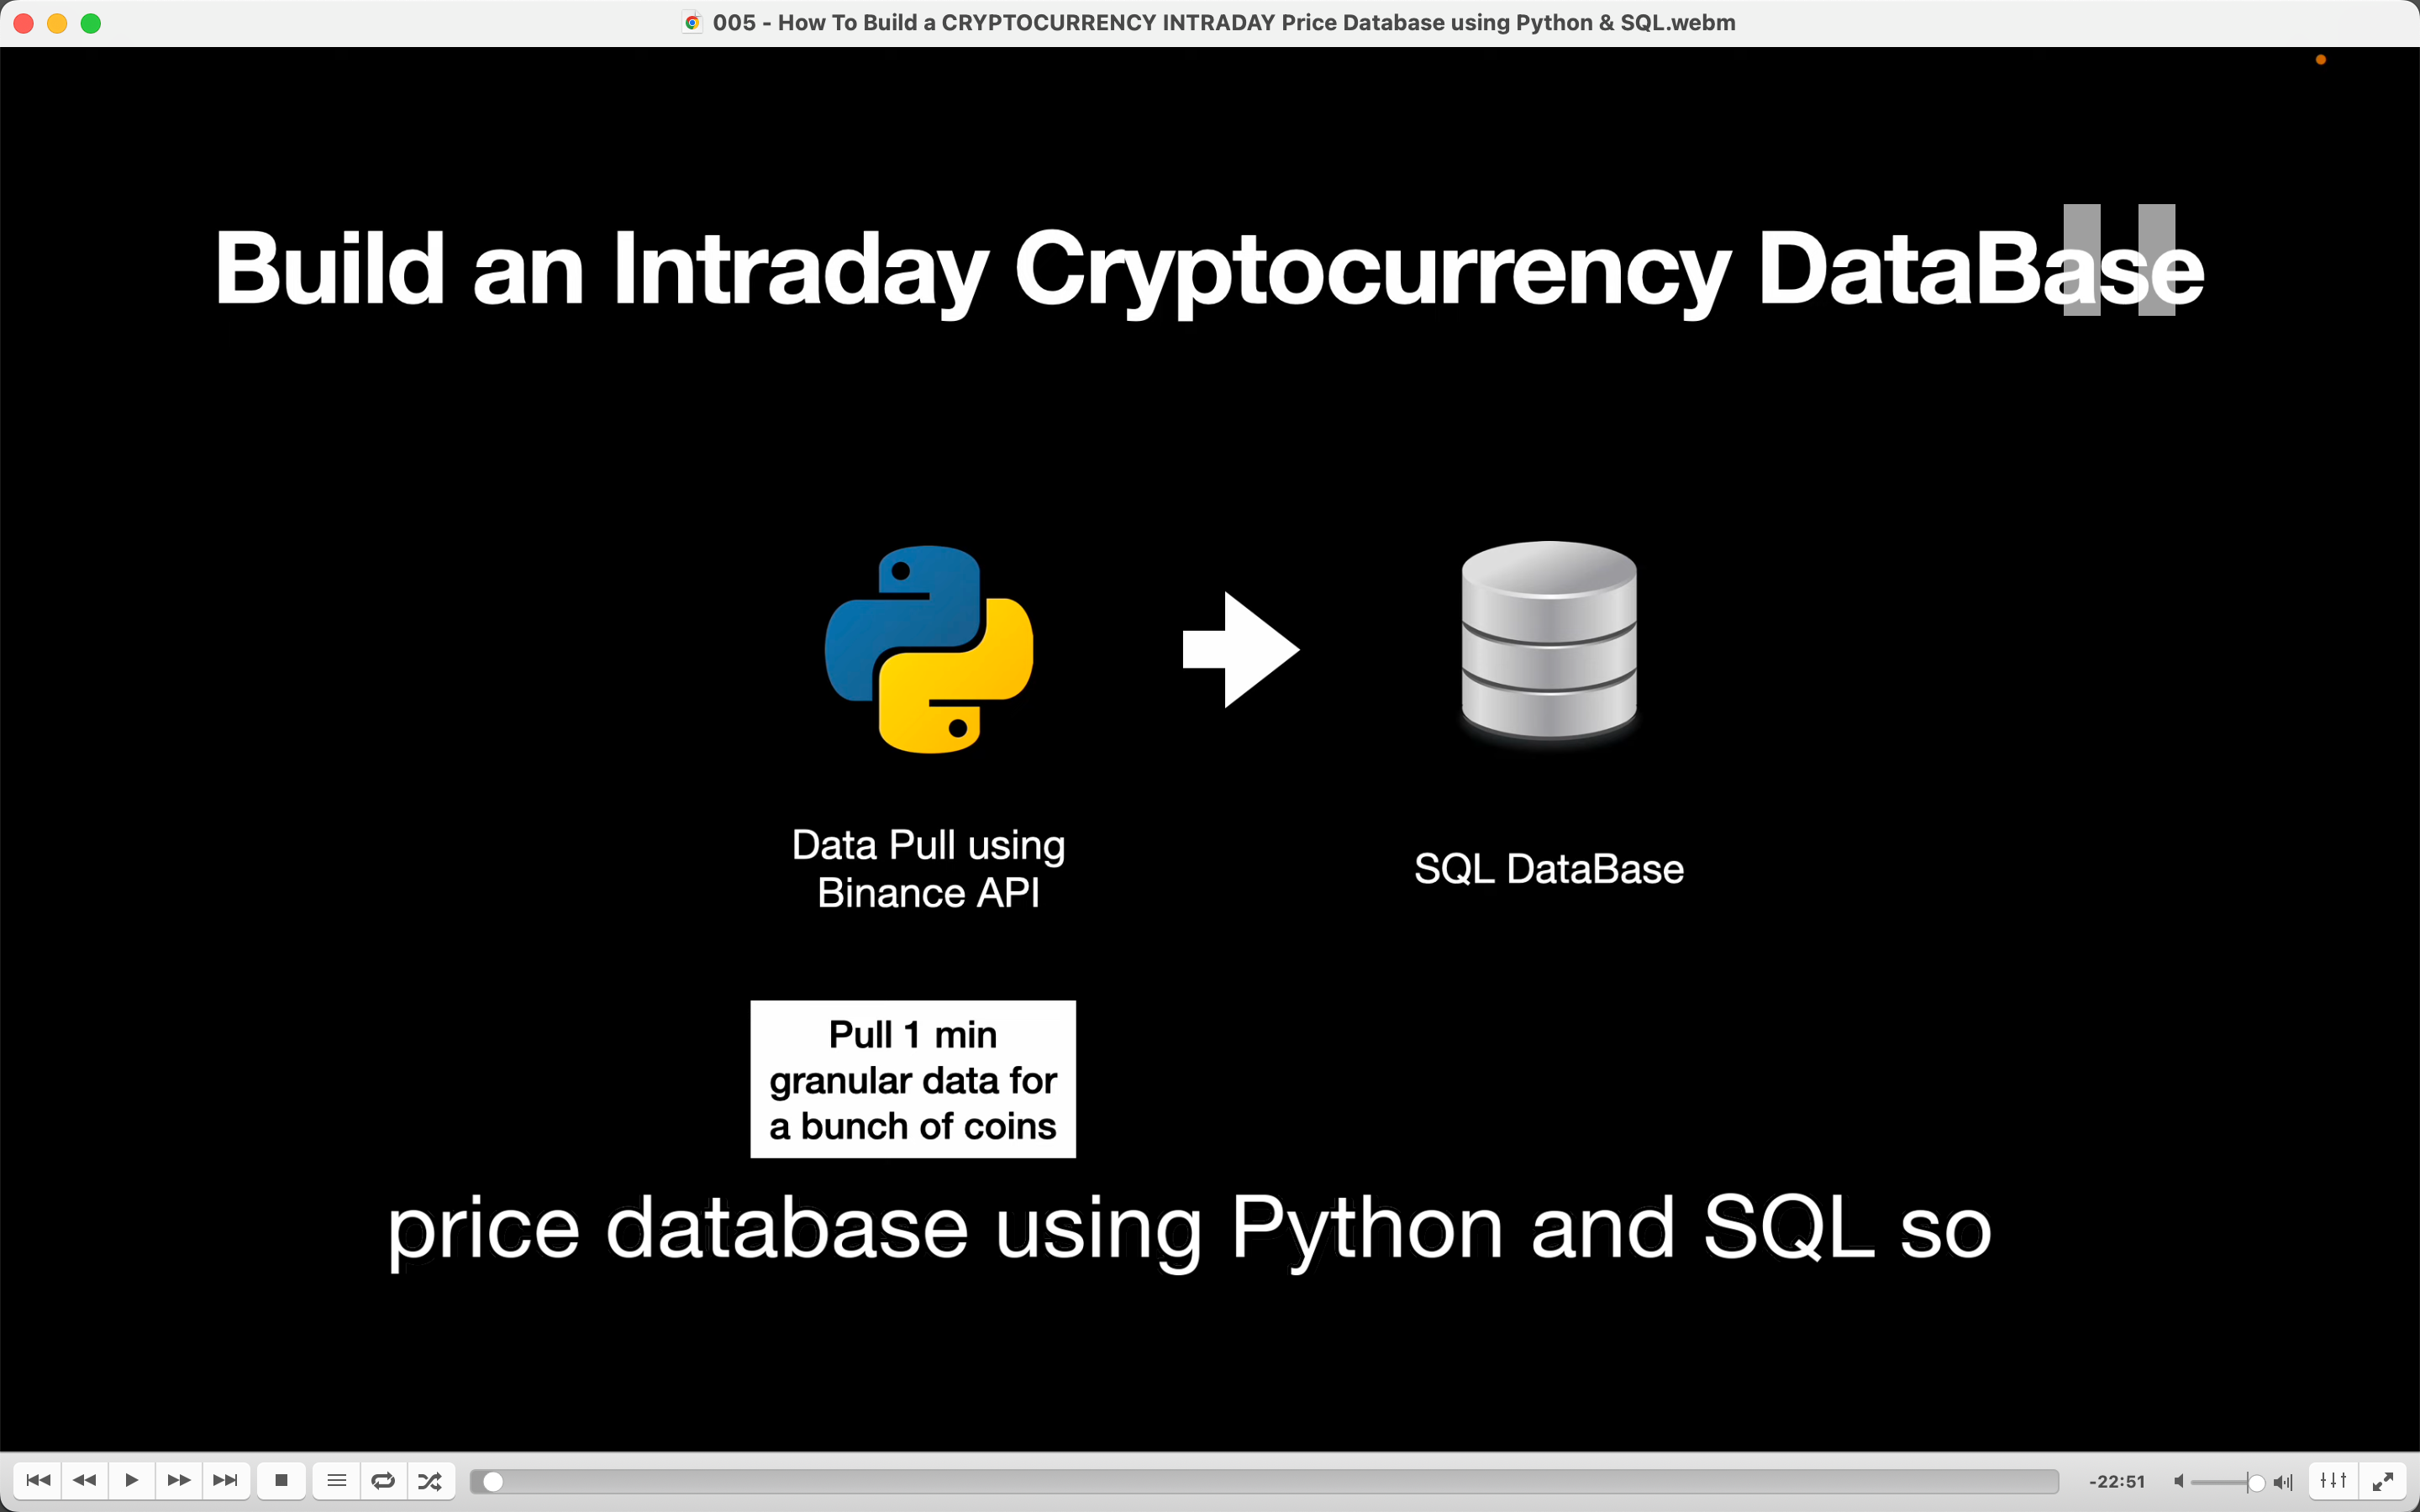 005 - How To Build a CRYPTOCURRENCY INTRADAY Price Database using Python & SQL.webm
Build an Intraday Cryptocurrency DataBase
Data Pull using
Binance API
SQL DataBase
Pull 1 min
granular data for
a bunch of coins
price database using Python and SQL so
-22:51